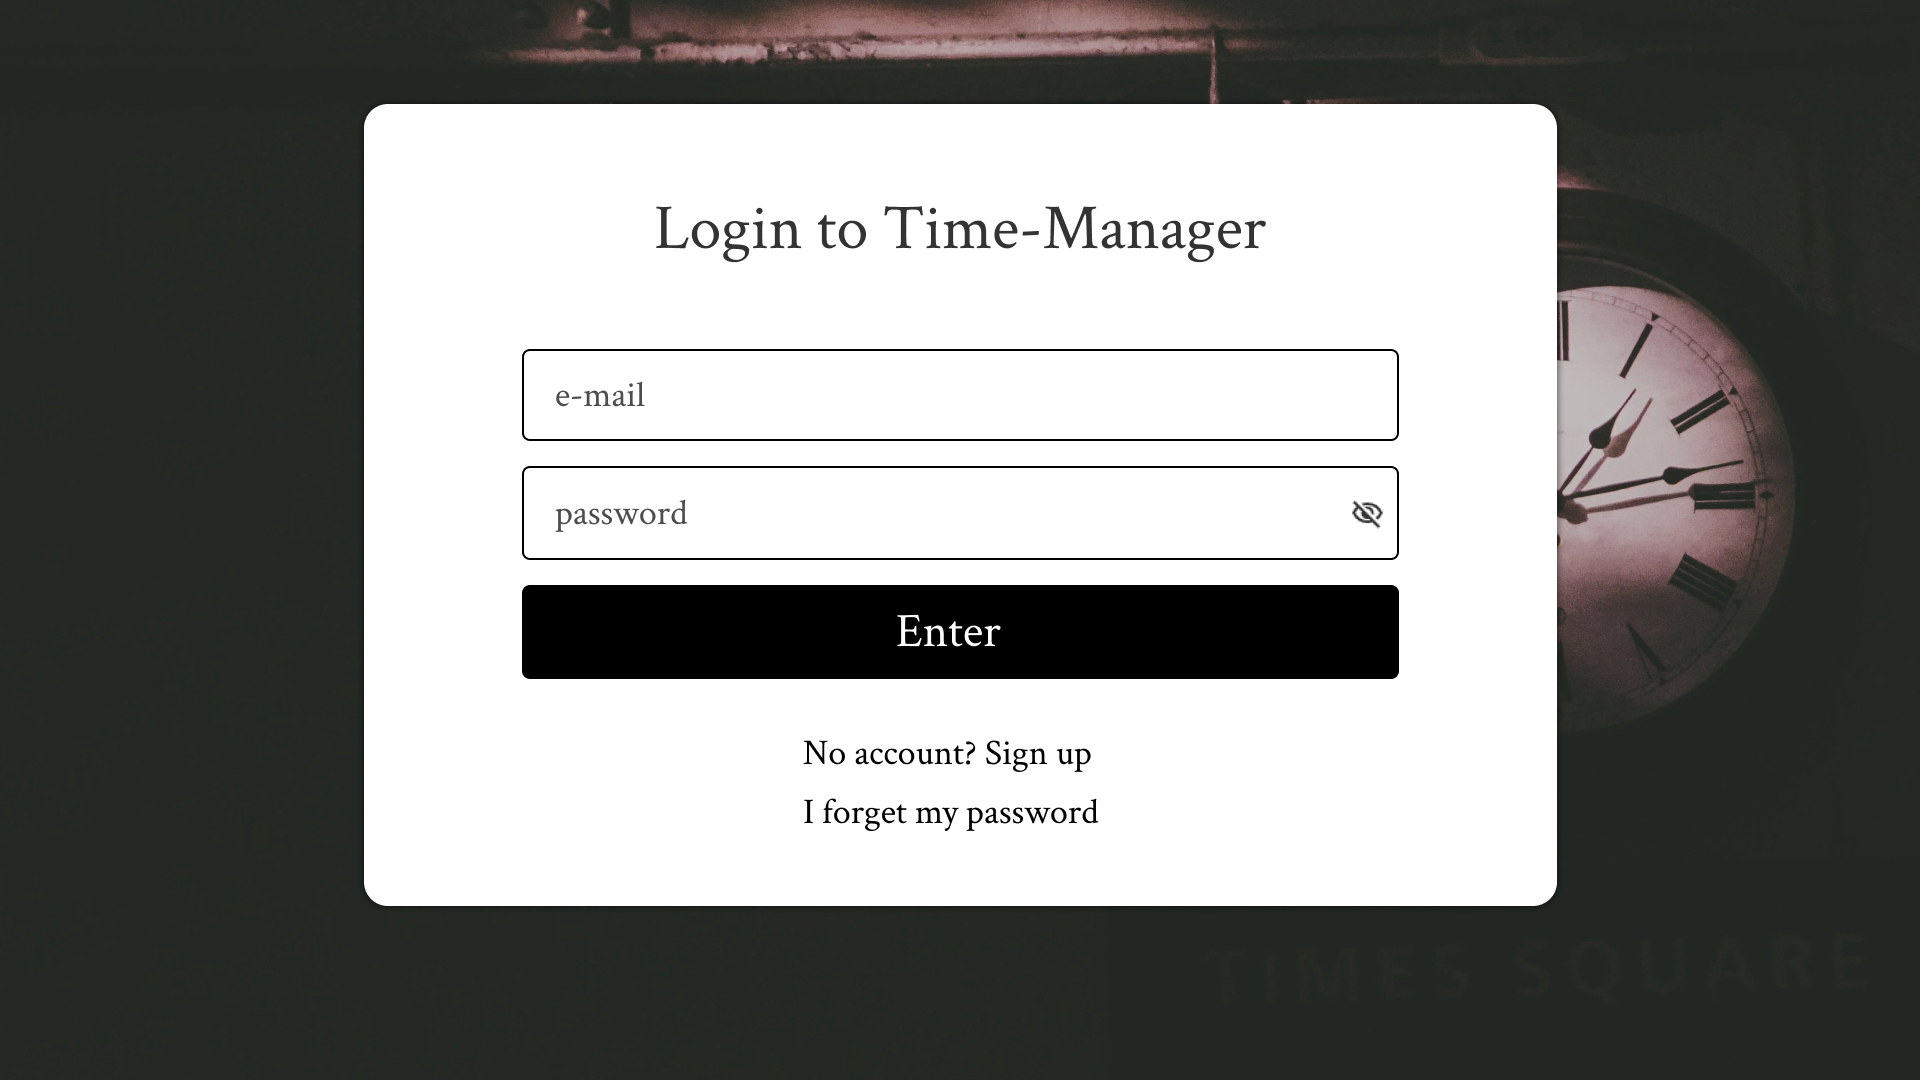 Login to Time-Manager
e-mail
password
Enter
No account? Sign up
I forget my password
TIMES SQUARE